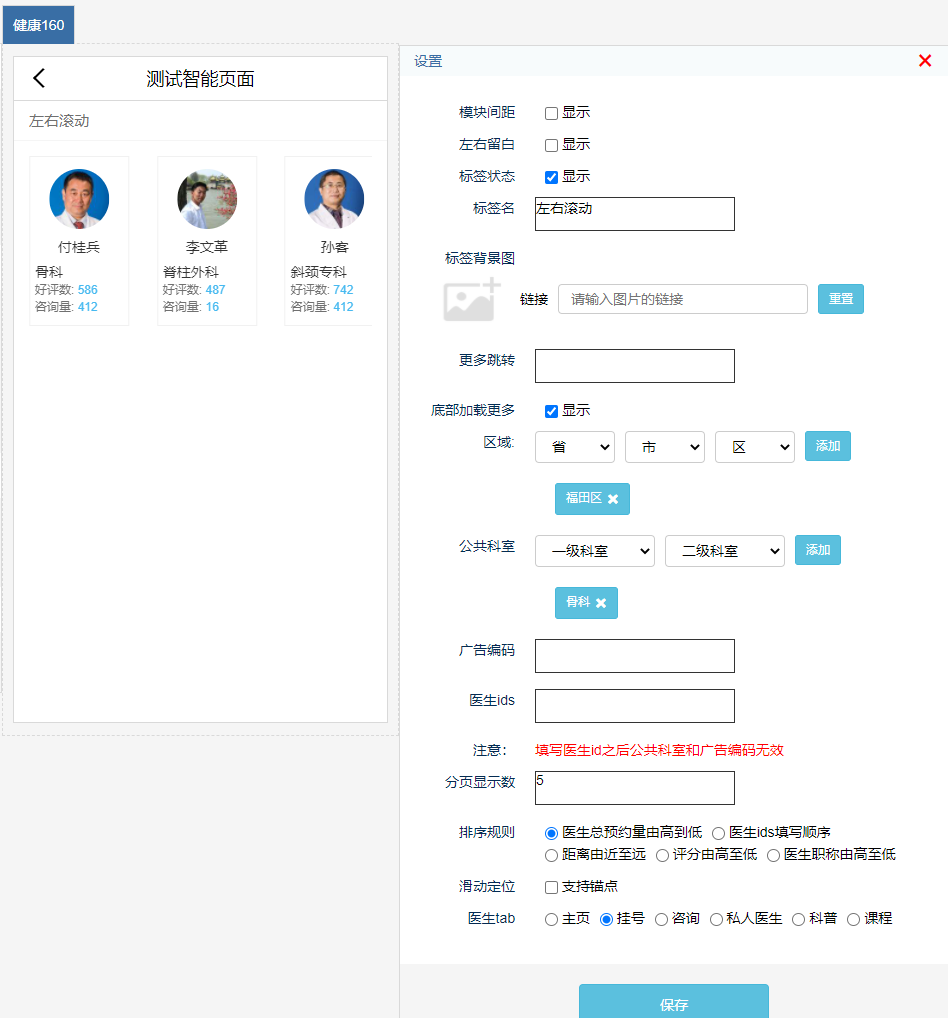 健康160
测试智能页面
左右滚动
付桂兵
骨科
好评数: 586
咨询量: 412
李文革
脊柱外科
好评数: 487
咨询量: 16
孙客
斜颈专科
好评数: 742
咨询量: 412
设置
模块间距 显示
左右留白 显示
标签状态 显示
标签名 左右滚动
标签背景图
链接 请输入图片的链接 重置
更多跳转
底部加载更多 显示
区域: 省 市 区 添加
福田区
公共科室 一级科室 二级科室 添加
骨科
广告编码
医生ids
注意： 填写医生id之后公共科室和广告编码无效
分页显示数 5
排序规则 医生总预约量由高到低 医生ids填写顺序
距离由近至远 评分由高至低 医生职称由高至低
滑动定位 支持锚点
医生tab 主页 挂号 咨询 私人医生 科普 课程
保存